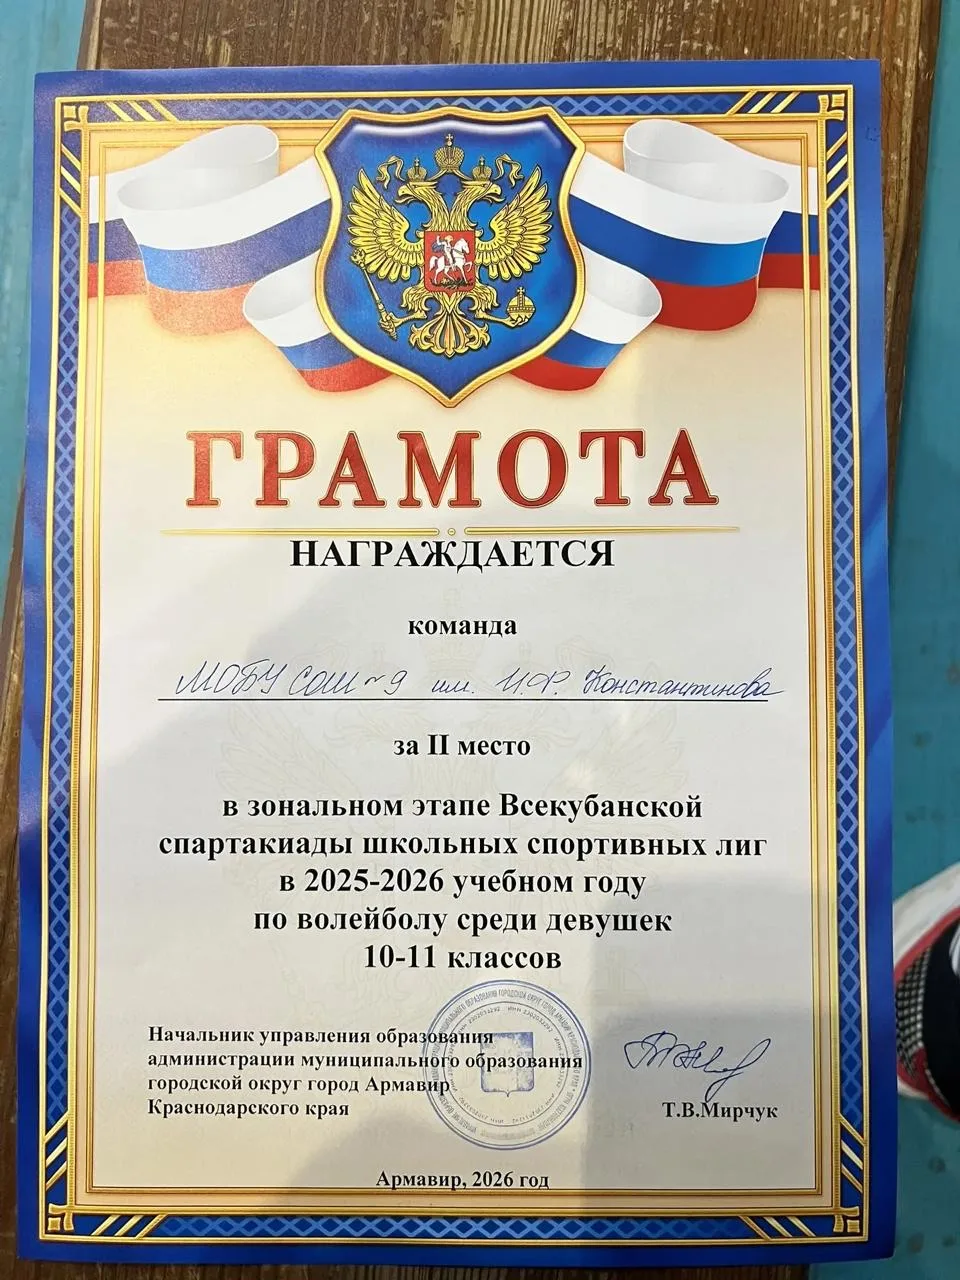 ГРАМОТА
НАГРАЖДАЕТСЯ
команда
МОБУ СОШ №9 им. И.Ф. Константинова
за II место
в зональном этапе Всекубанской
спартакиады школьных спортивных лиг
в 2025-2026 учебном году
по волейболу среди девушек
10-11 классов
Начальник управления образования
администрации муниципального образования
городской округ город Армавир
Краснодарского края
Т.В.Мирчук
Армавир, 2026 год